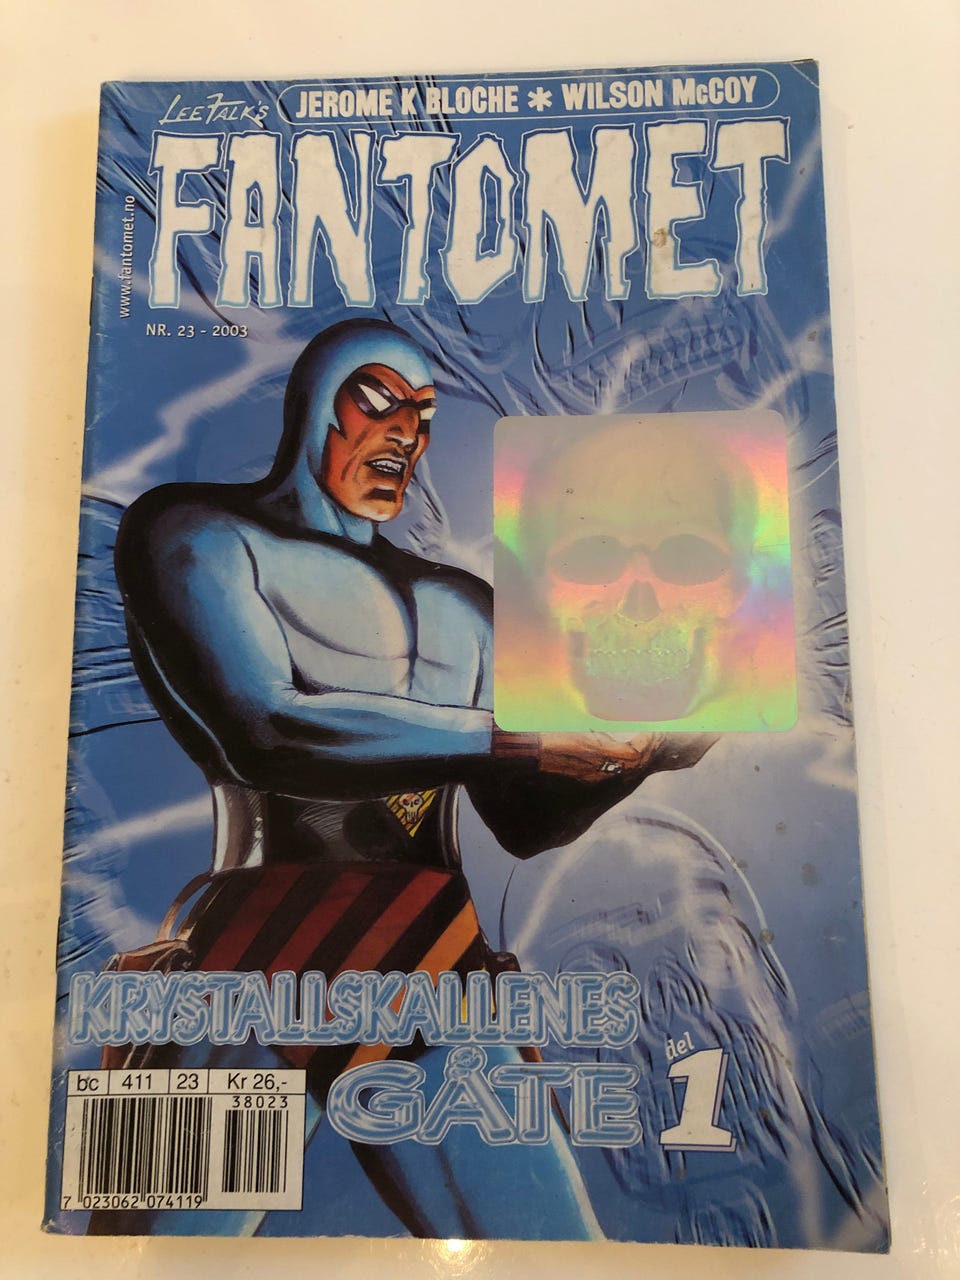 LEE FALK'S
JEROME K BLOCHE * WILSON McCOY
FANTOMET
www.fantomet.no
NR. 23 - 2003
KRYSTALLSKALLENES
GÅTE
del
1
bc 411 23 Kr 26,-
38023
7 023062 074119